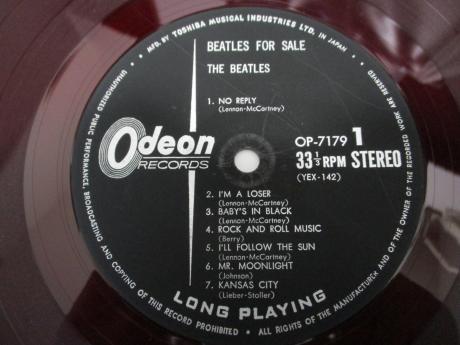 MFD. BY TOSHIBA MUSICAL INDUSTRIES LTD. IN JAPAN •
BEATLES FOR SALE
THE BEATLES
1. NO REPLY
(Lennon-McCartney)
Odeon
RECORDS
OP-7179 1
33 1/3 RPM STEREO
(YEX-142)
2. I'M A LOSER
(Lennon-McCartney)
3. BABY'S IN BLACK
(Lennon-McCartney)
4. ROCK AND ROLL MUSIC
(Berry)
5. I'LL FOLLOW THE SUN
(Lennon-McCartney)
6. MR. MOONLIGHT
(Johnson)
7. KANSAS CITY
(Lieber-Stoller)
LONG PLAYING
UNAUTHORIZED PUBLIC PERFORMANCE, BROADCASTING AND COPYING OF THIS RECORD PROHIBITED • ALL RIGHTS OF THE MANUFACTURER AND OF THE OWNER OF THE RECORDED WORK ARE RESERVED